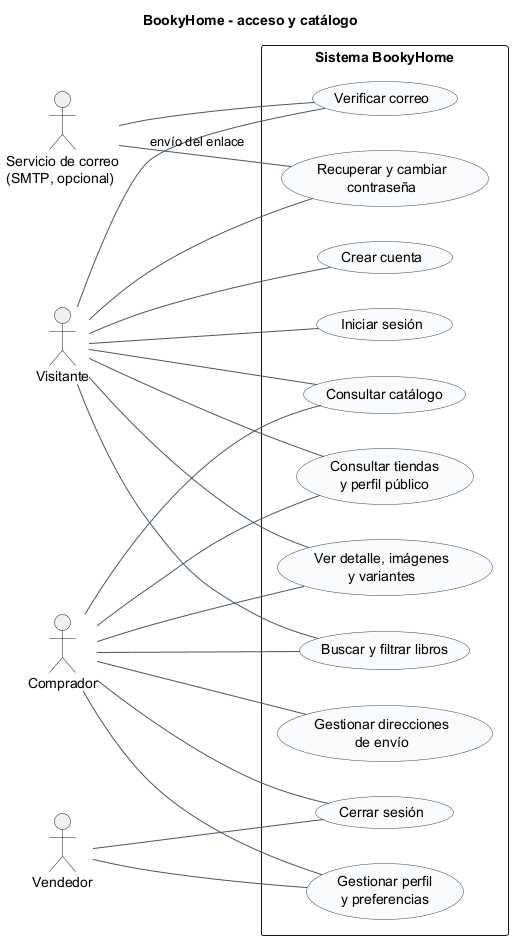 BookyHome - acceso y catálogo
Sistema BookyHome
Verificar correo
envío del enlace
Servicio de correo
(SMTP, opcional)
Recuperar y cambiar
contraseña
Crear cuenta
Iniciar sesión
Visitante
Consultar catálogo
Consultar tiendas
y perfil público
Ver detalle, imágenes
y variantes
Buscar y filtrar libros
Comprador
Gestionar direcciones
de envío
Cerrar sesión
Vendedor
Gestionar perfil
y preferencias